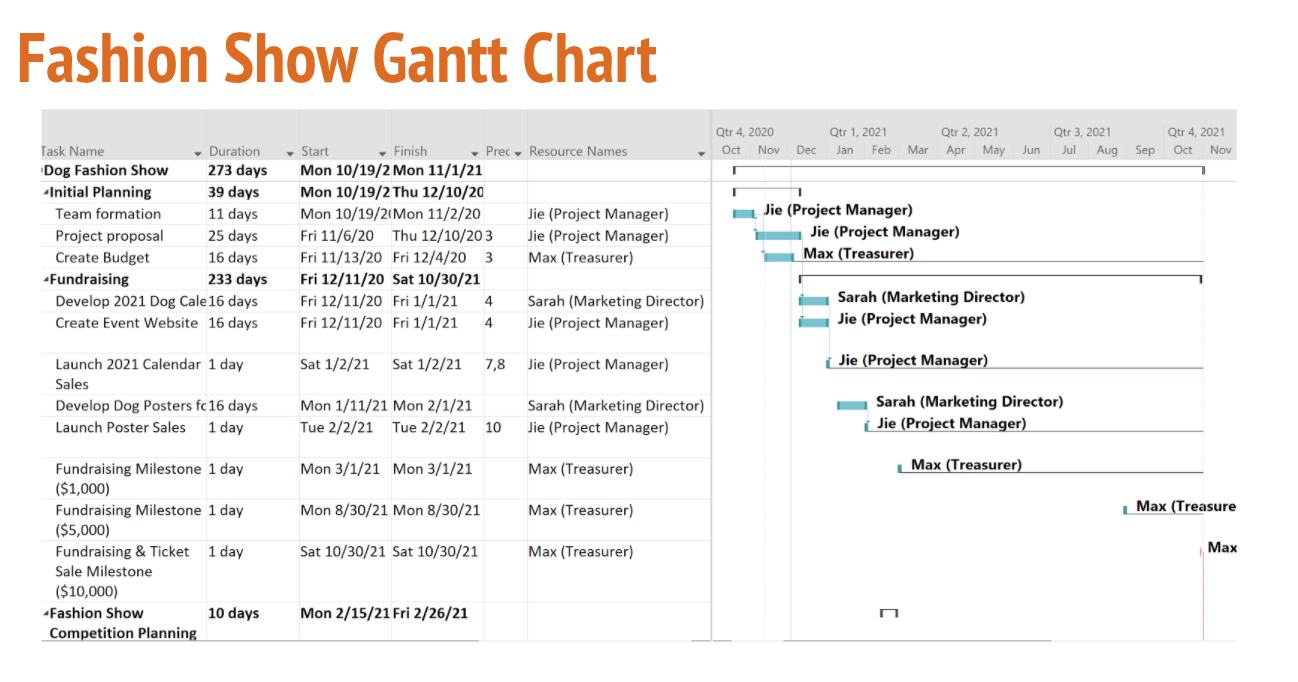 Fashion Show Gantt Chart
Qtr 4, 2020 Qtr 1, 2021 Qtr 2, 2021 Qtr 3, 2021 Qtr 4, 2021
Task Name Duration Start Finish Prec Resource Names Oct Nov Dec Jan Feb Mar Apr May Jun Jul Aug Sep Oct Nov
Dog Fashion Show 273 days Mon 10/19/2 Mon 11/1/21
Initial Planning 39 days Mon 10/19/2 Thu 12/10/20
Team formation 11 days Mon 10/19/20 Mon 11/2/20 Jie (Project Manager) Jie (Project Manager)
Project proposal 25 days Fri 11/6/20 Thu 12/10/20 3 Jie (Project Manager) Jie (Project Manager)
Create Budget 16 days Fri 11/13/20 Fri 12/4/20 3 Max (Treasurer) Max (Treasurer)
Fundraising 233 days Fri 12/11/20 Sat 10/30/21
Develop 2021 Dog Cale 16 days Fri 12/11/20 Fri 1/1/21 4 Sarah (Marketing Director) Sarah (Marketing Director)
Create Event Website 16 days Fri 12/11/20 Fri 1/1/21 4 Jie (Project Manager) Jie (Project Manager)
Launch 2021 Calendar 1 day Sat 1/2/21 Sat 1/2/21 7,8 Jie (Project Manager) Jie (Project Manager)
Sales
Develop Dog Posters fo 16 days Mon 1/11/21 Mon 2/1/21 Sarah (Marketing Director) Sarah (Marketing Director)
Launch Poster Sales 1 day Tue 2/2/21 Tue 2/2/21 10 Jie (Project Manager) Jie (Project Manager)
Fundraising Milestone 1 day Mon 3/1/21 Mon 3/1/21 Max (Treasurer) Max (Treasurer)
($1,000)
Fundraising Milestone 1 day Mon 8/30/21 Mon 8/30/21 Max (Treasurer) Max (Treasure
($5,000)
Fundraising & Ticket 1 day Sat 10/30/21 Sat 10/30/21 Max (Treasurer) Max
Sale Milestone
($10,000)
Fashion Show 10 days Mon 2/15/21 Fri 2/26/21
Competition Planning